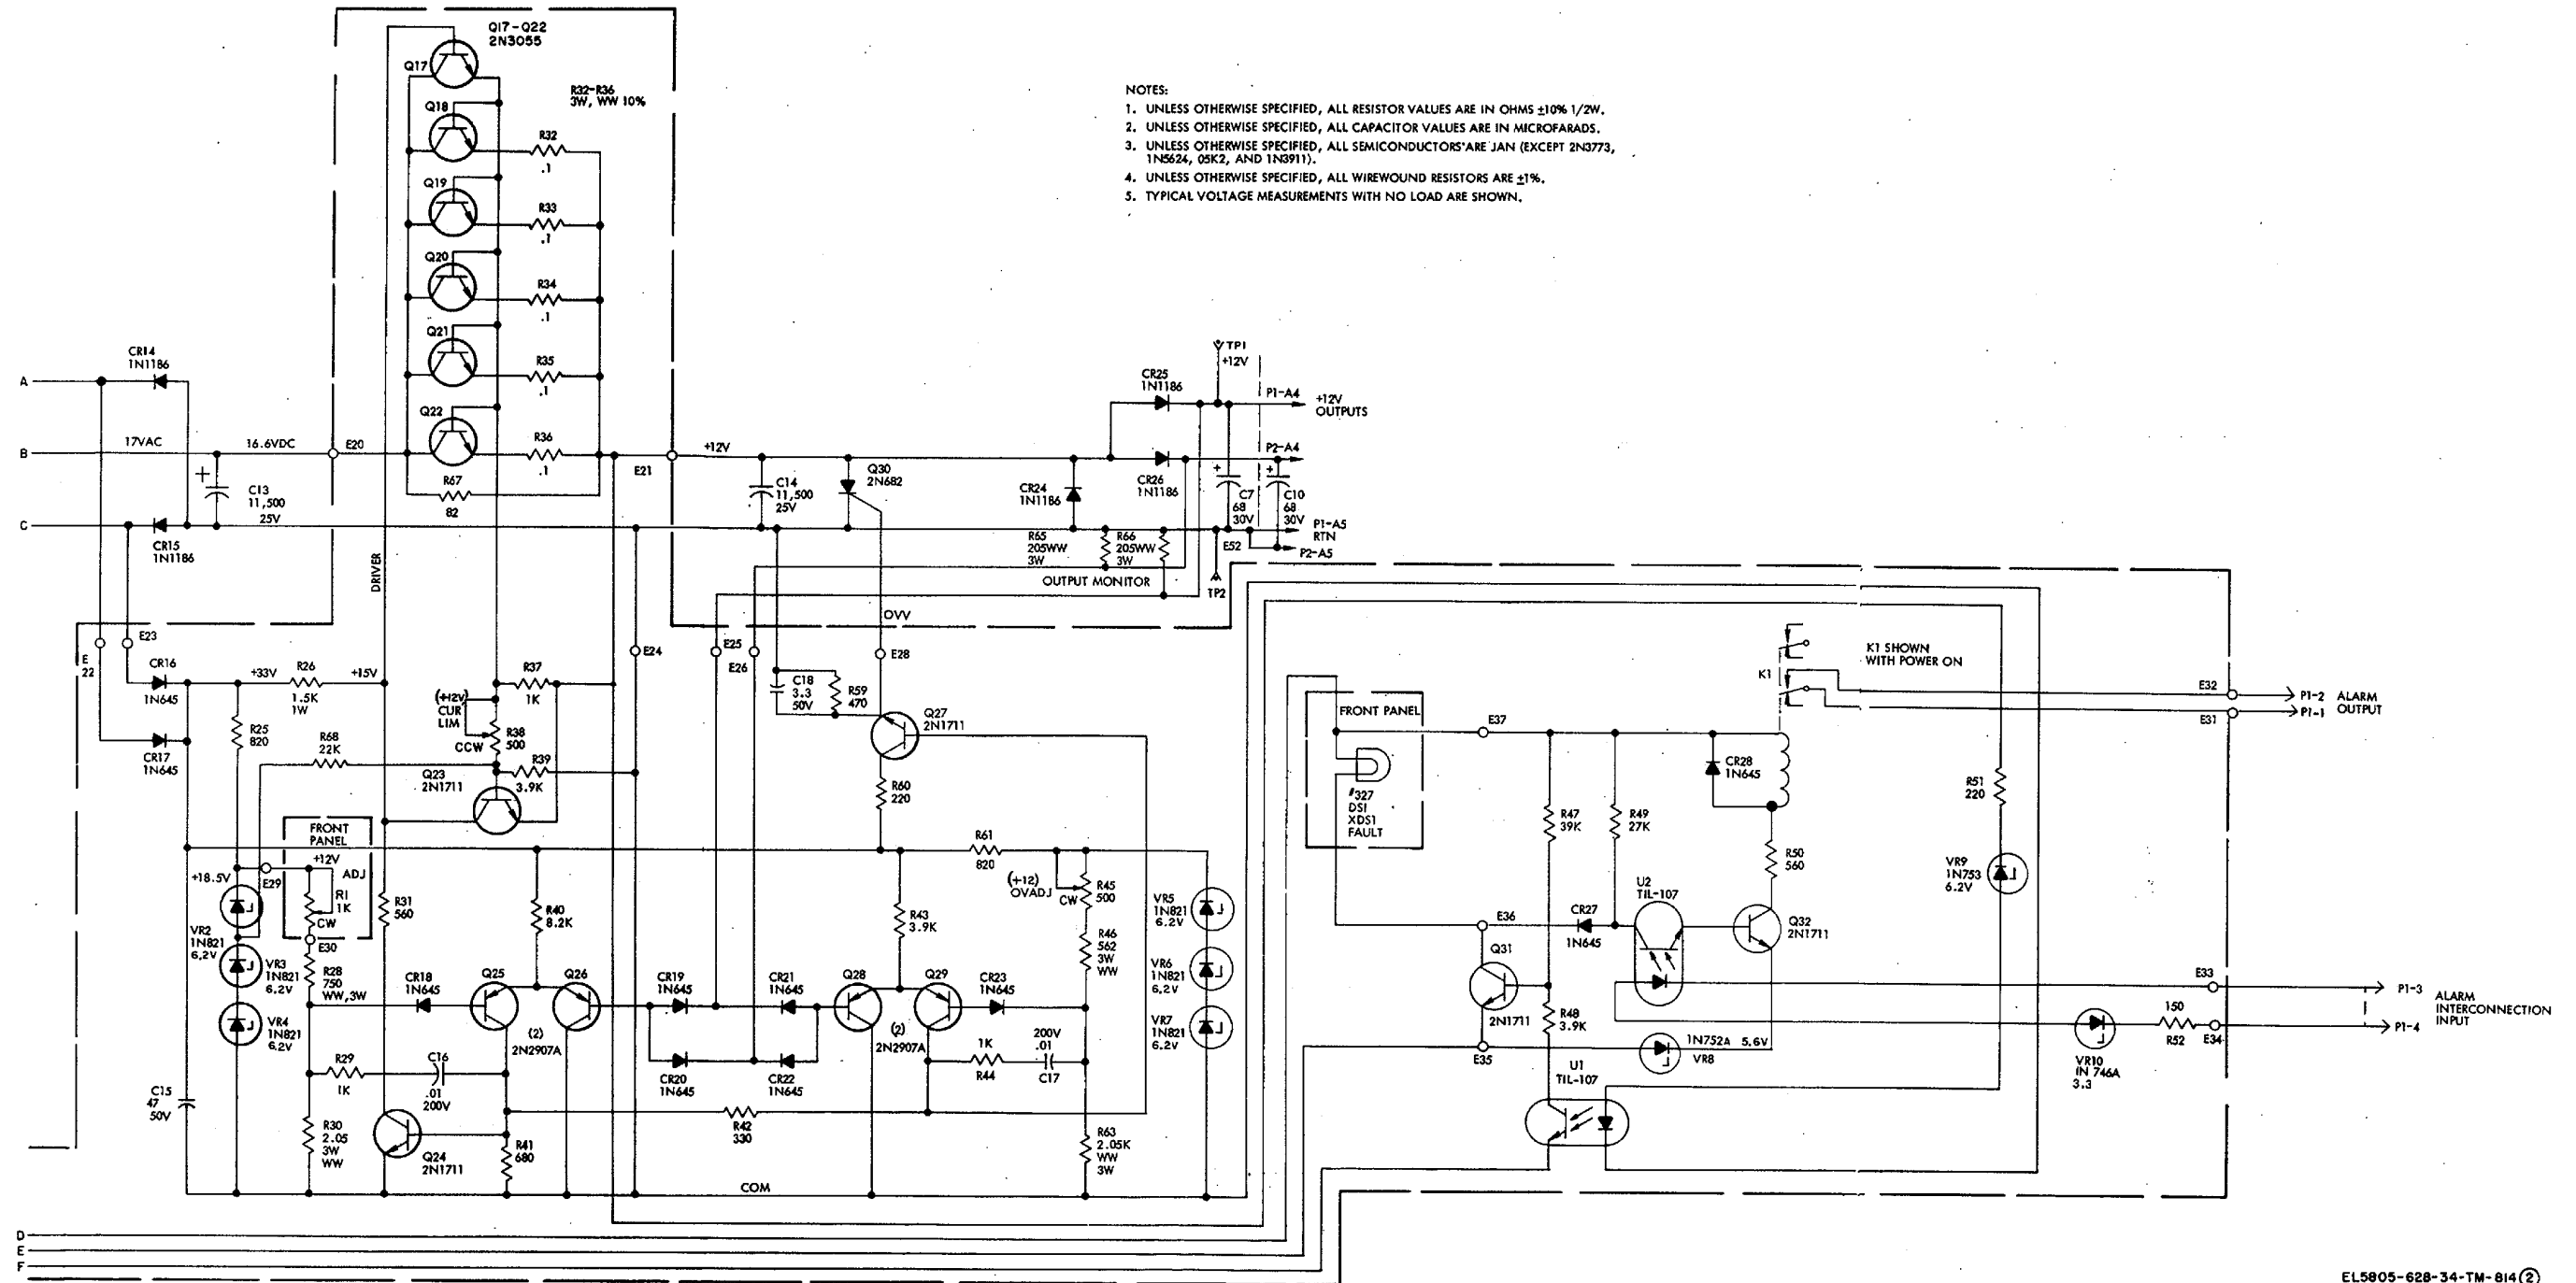 Q17-Q22
2N3055
Q17
R32-R36
3W, WW 10%
Q18
R32
.1
Q19
R33
.1
Q20
R34
.1
Q21
R35
.1
Q22
R36
.1
R67
82
NOTES:
1. UNLESS OTHERWISE SPECIFIED, ALL RESISTOR VALUES ARE IN OHMS ±10% 1/2W.
2. UNLESS OTHERWISE SPECIFIED, ALL CAPACITOR VALUES ARE IN MICROFARADS.
3. UNLESS OTHERWISE SPECIFIED, ALL SEMICONDUCTORS ARE JAN (EXCEPT 2N3773,
1N5624, 05K2, AND 1N3911).
4. UNLESS OTHERWISE SPECIFIED, ALL WIREWOUND RESISTORS ARE ±1%.
5. TYPICAL VOLTAGE MEASUREMENTS WITH NO LOAD ARE SHOWN.
CR14
1N1186
A
B
17VAC
16.6VDC
E20
+
C13
11,500
25V
C
CR15
1N1186
E21
+12V
C14
11,500
25V
Q30
2N682
CR24
1N1186
CR25
1N1186
CR26
1N1186
TP1
+12V
P1-A4
+12V
OUTPUTS
P2-A4
+
C7
68
30V
+
C10
68
30V
P1-A5
RTN
P2-A5
E52
TP2
R65
205WW
3W
R66
205WW
3W
OUTPUT MONITOR
DRIVER
OVV
E
22
E23
CR16
1N645
CR17
1N645
+33V
R26
1.5K
1W
+15V
R25
820
R68
22K
(+12V)
CUR
LIM
CCW
R37
1K
R38
500
R39
3.9K
Q23
2N1711
E24
E25
E26
C18
3.3
50V
R59
470
E28
Q27
2N1711
R60
220
FRONT
PANEL
+12V
ADJ
R1
1K
CW
E29
E30
+18.5V
VR2
1N821
6.2V
VR3
1N821
6.2V
VR4
1N821
6.2V
R28
750
WW,3W
R29
1K
R30
2.05
3W
WW
C15
47
50V
C16
.01
200V
R31
560
Q24
2N1711
CR18
1N645
Q25
Q26
(2)
2N2907A
R40
8.2K
R41
680
R42
330
CR19
1N645
CR20
1N645
CR21
1N645
CR22
1N645
Q28
Q29
(2)
2N2907A
R43
3.9K
R61
820
(+12)
OVADJ
CW
R45
500
R46
562
3W
WW
CR23
1N645
1K
R44
200V
.01
C17
R63
2.05K
WW
3W
VR5
1N821
6.2V
VR6
1N821
6.2V
VR7
1N821
6.2V
COM
FRONT PANEL
#327
DS1
XDS1
FAULT
E37
E36
E35
R47
39K
R49
27K
CR28
1N645
K1
K1 SHOWN
WITH POWER ON
R50
560
R51
220
VR9
1N753
6.2V
U2
TIL-107
CR27
1N645
Q31
2N1711
Q32
2N1711
R48
3.9K
1N752A 5.6V
VR8
U1
TIL-107
E32
E31
P1-2
P1-1
ALARM
OUTPUT
E33
P1-3
E34
P1-4
ALARM
INTERCONNECTION
INPUT
150
R52
VR10
IN 746A
3.3
D
E
F
EL5805-628-34-TM-814②